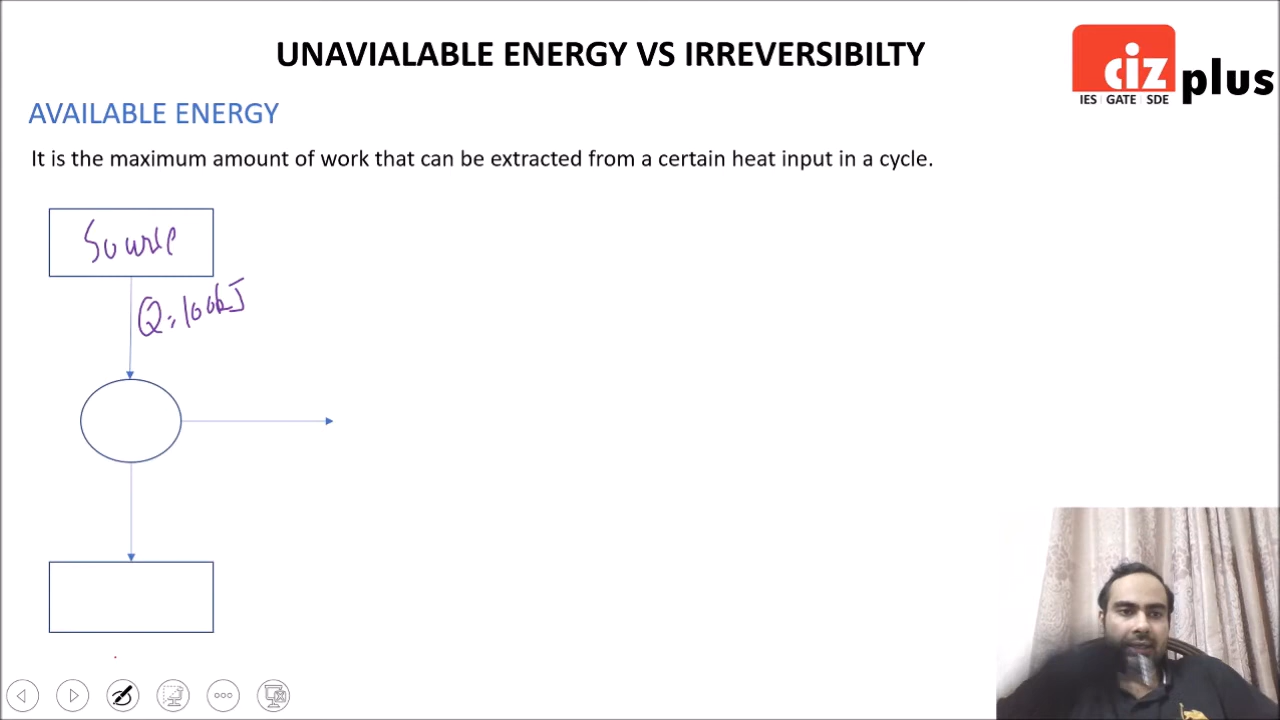 UNAVIALABLE ENERGY VS IRREVERSIBILTY
ciz plus
IES | GATE | SDE
AVAILABLE ENERGY
It is the maximum amount of work that can be extracted from a certain heat input in a cycle.
Source
Q = 100kJ